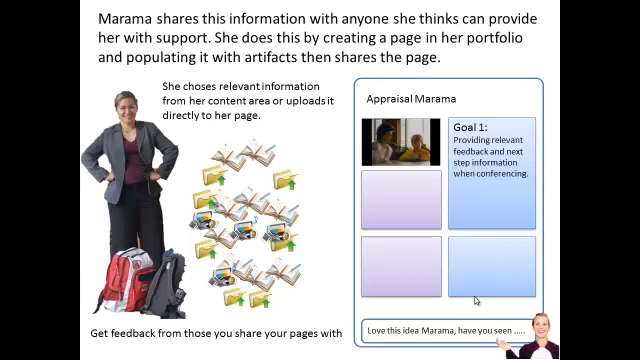 Marama shares this information with anyone she thinks can provide
her with support. She does this by creating a page in her portfolio
and populating it with artifacts then shares the page.
She choses relevant information
from her content area or uploads it
directly to her page.
Appraisal Marama
Goal 1:
Providing relevant
feedback and next
step information
when conferencing.
Love this idea Marama, have you seen .....
Get feedback from those you share your pages with